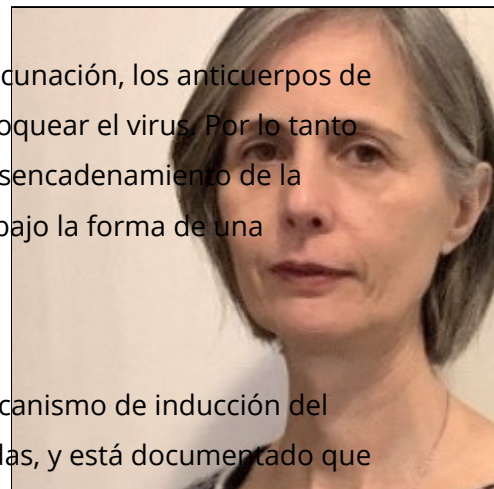 cunación, los anticuerpos de
oquear el virus. Por lo tanto
sencadenamiento de la
bajo la forma de una
canismo de inducción del
das, y está documentado que